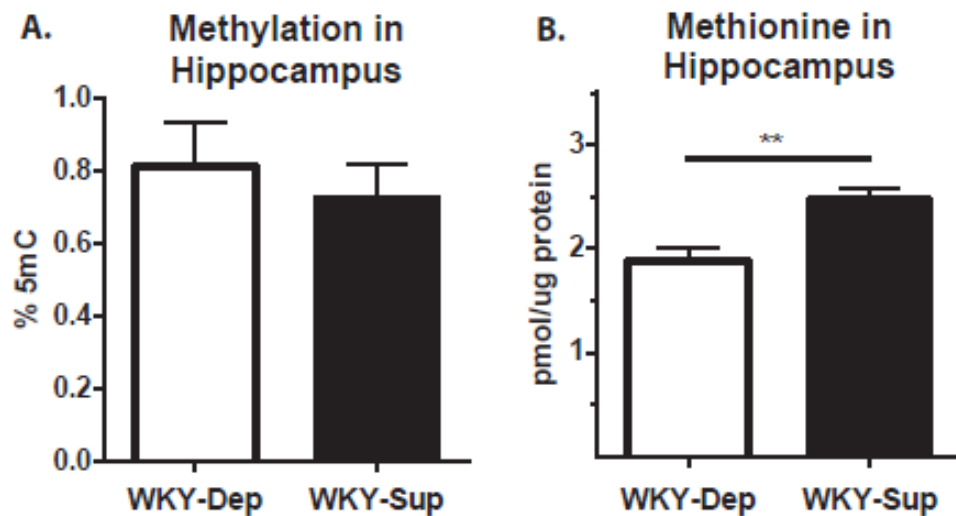 A.
Methylation in
Hippocampus
% 5mC
1.0
0.8
0.6
0.4
0.2
0.0
WKY-Dep WKY-Sup
B.
Methionine in
Hippocampus
pmol/ug protein
**
3
2
1
WKY-Dep WKY-Sup